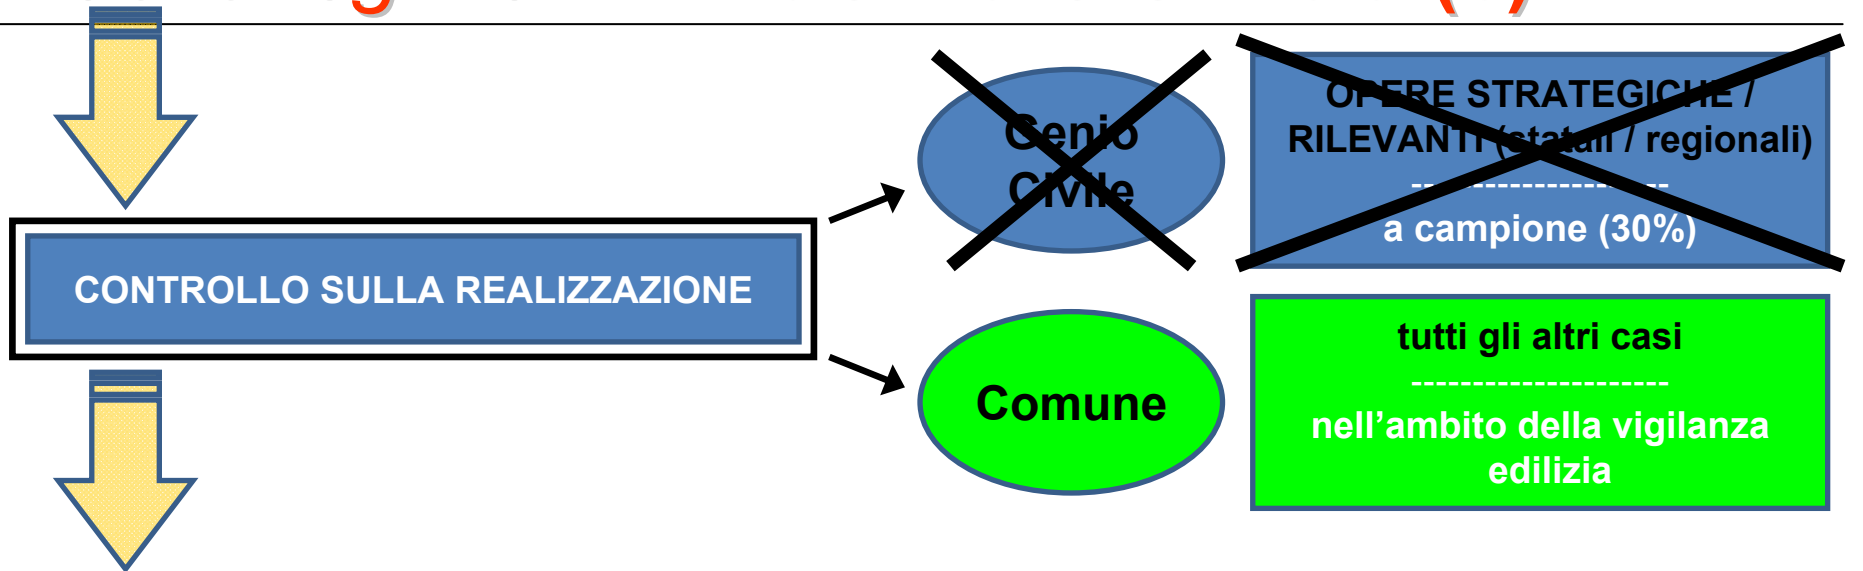 Genio
Civile
OPERE STRATEGICHE /
RILEVANTI (statali / regionali)
---------------------
a campione (30%)
CONTROLLO SULLA REALIZZAZIONE
Comune
tutti gli altri casi
---------------------
nell’ambito della vigilanza
edilizia